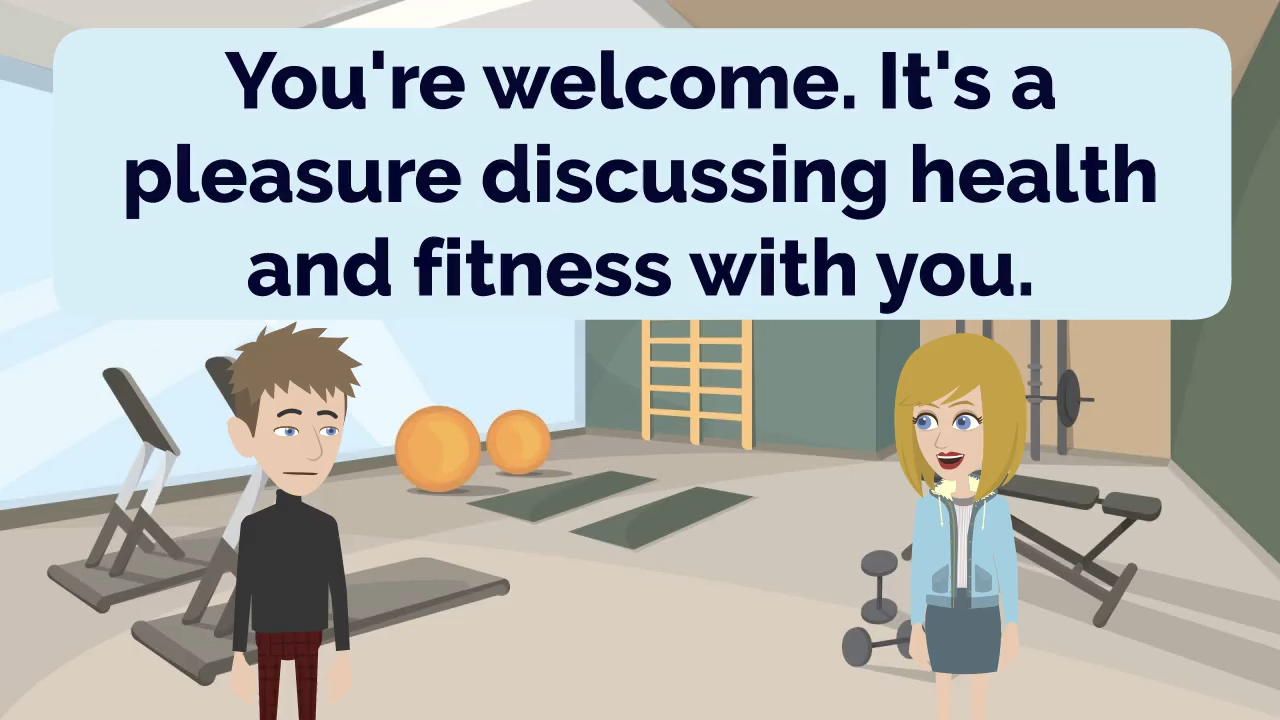 You're welcome. It's a
pleasure discussing health
and fitness with you.